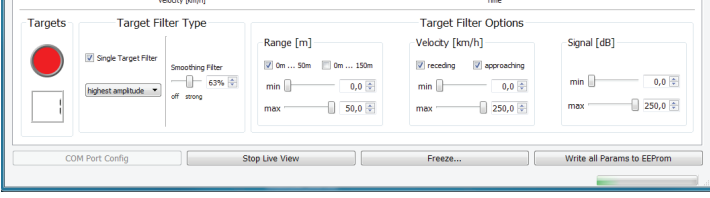 Velocity [km/h]
Time
Targets
Target Filter Type
Target Filter Options
Single Target Filter
highest amplitude
Smoothing Filter
63%
off strong
Range [m]
0m ... 50m
0m ... 150m
min
0,0
max
50,0
Velocity [km/h]
receding
approaching
min
0,0
max
250,0
Signal [dB]
min
0,0
max
250,0
COM Port Config
Stop Live View
Freeze...
Write all Params to EEProm